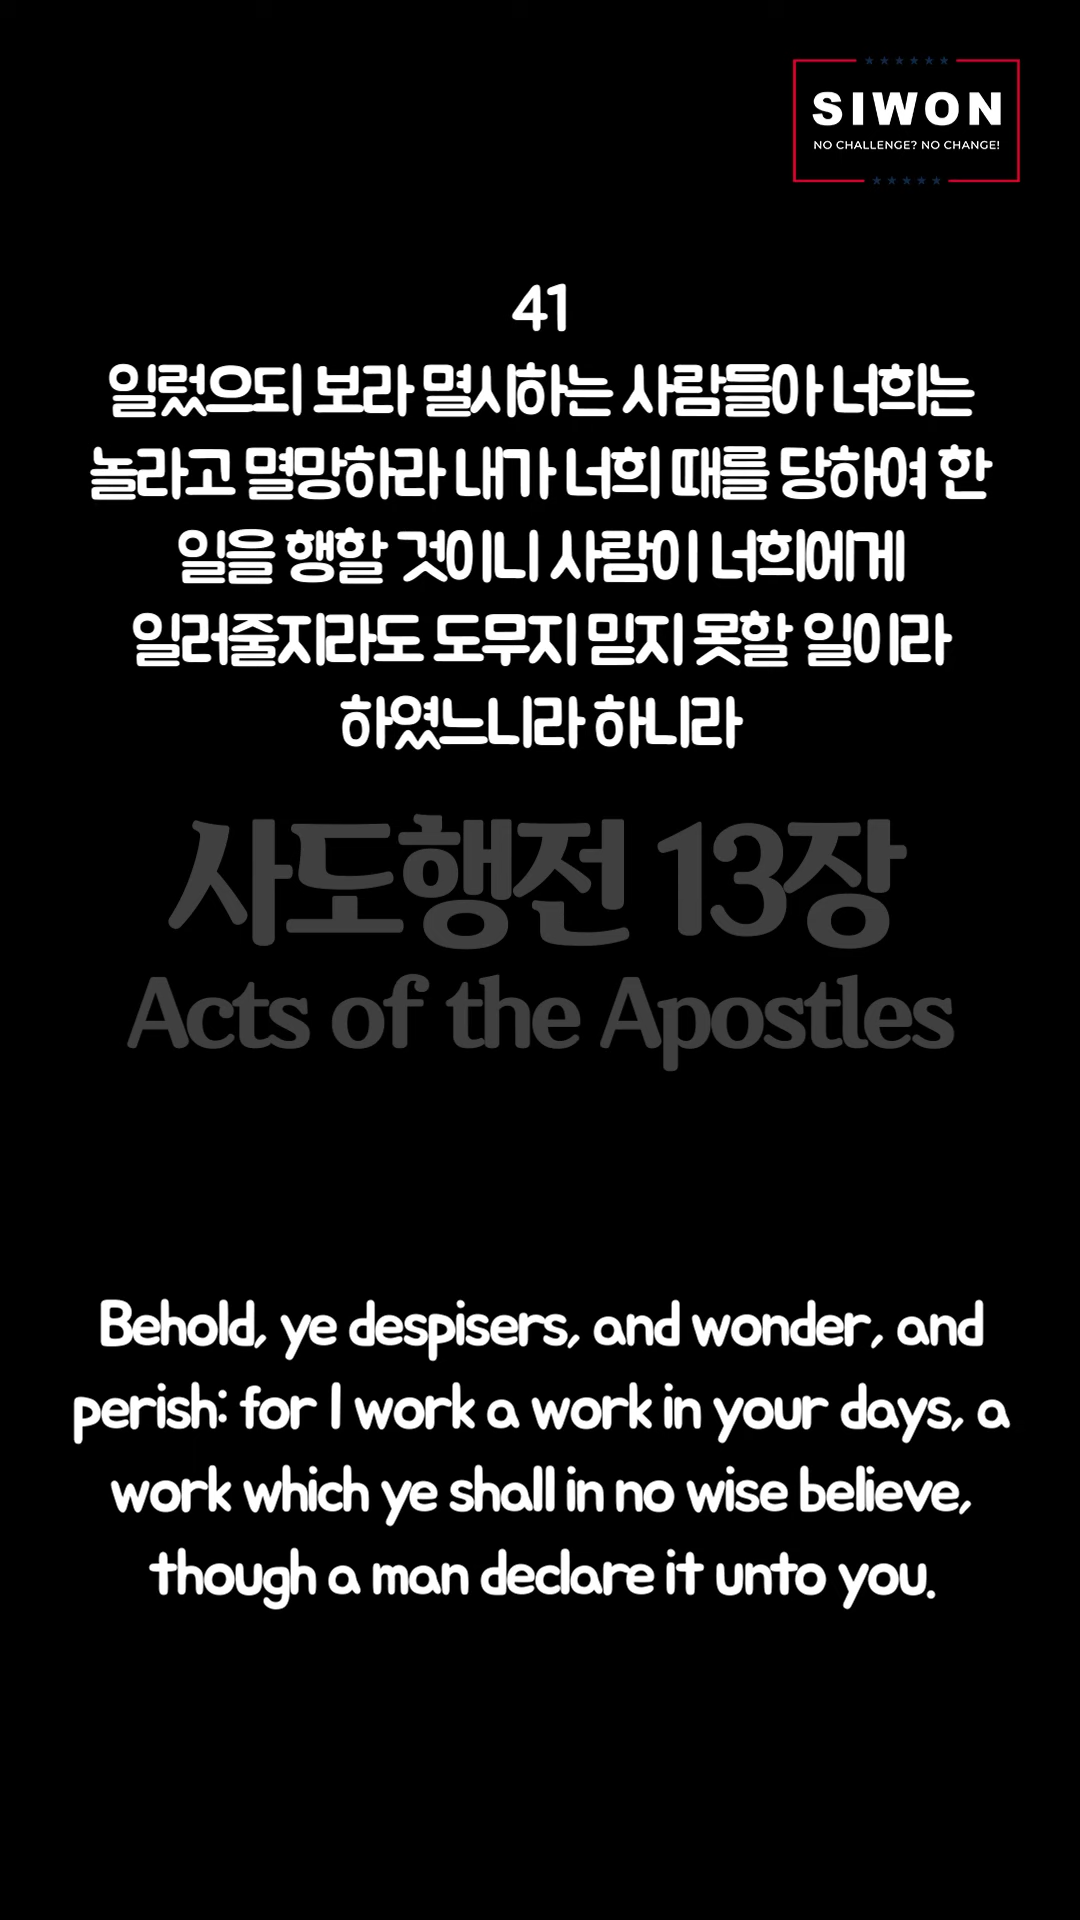 SIWON
NO CHALLENGE? NO CHANGE!
41
일렀으되 보라 멸시하는 사람들아 너희는
놀라고 멸망하라 내가 너희 때를 당하여 한
일을 행할 것이니 사람이 너희에게
일러줄지라도 도무지 믿지 못할 일이라
하였느니라 하니라
사도행전 13장
Acts of the Apostles
Behold, ye despisers, and wonder, and
perish: for I work a work in your days, a
work which ye shall in no wise believe,
though a man declare it unto you.